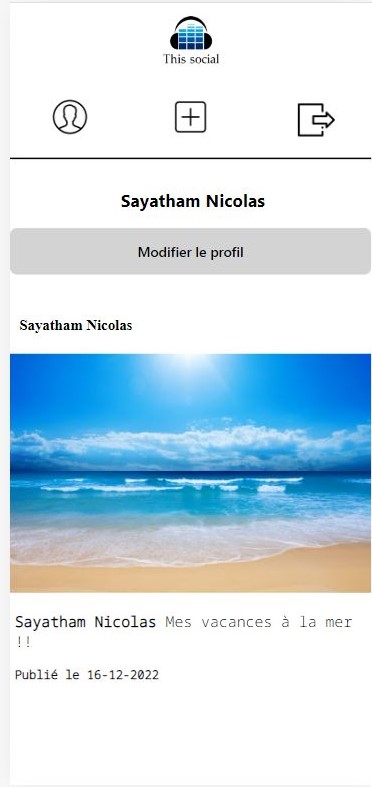 This social
Sayatham Nicolas
Modifier le profil
Sayatham Nicolas
Sayatham Nicolas Mes vacances à la mer
!!
Publié le 16-12-2022